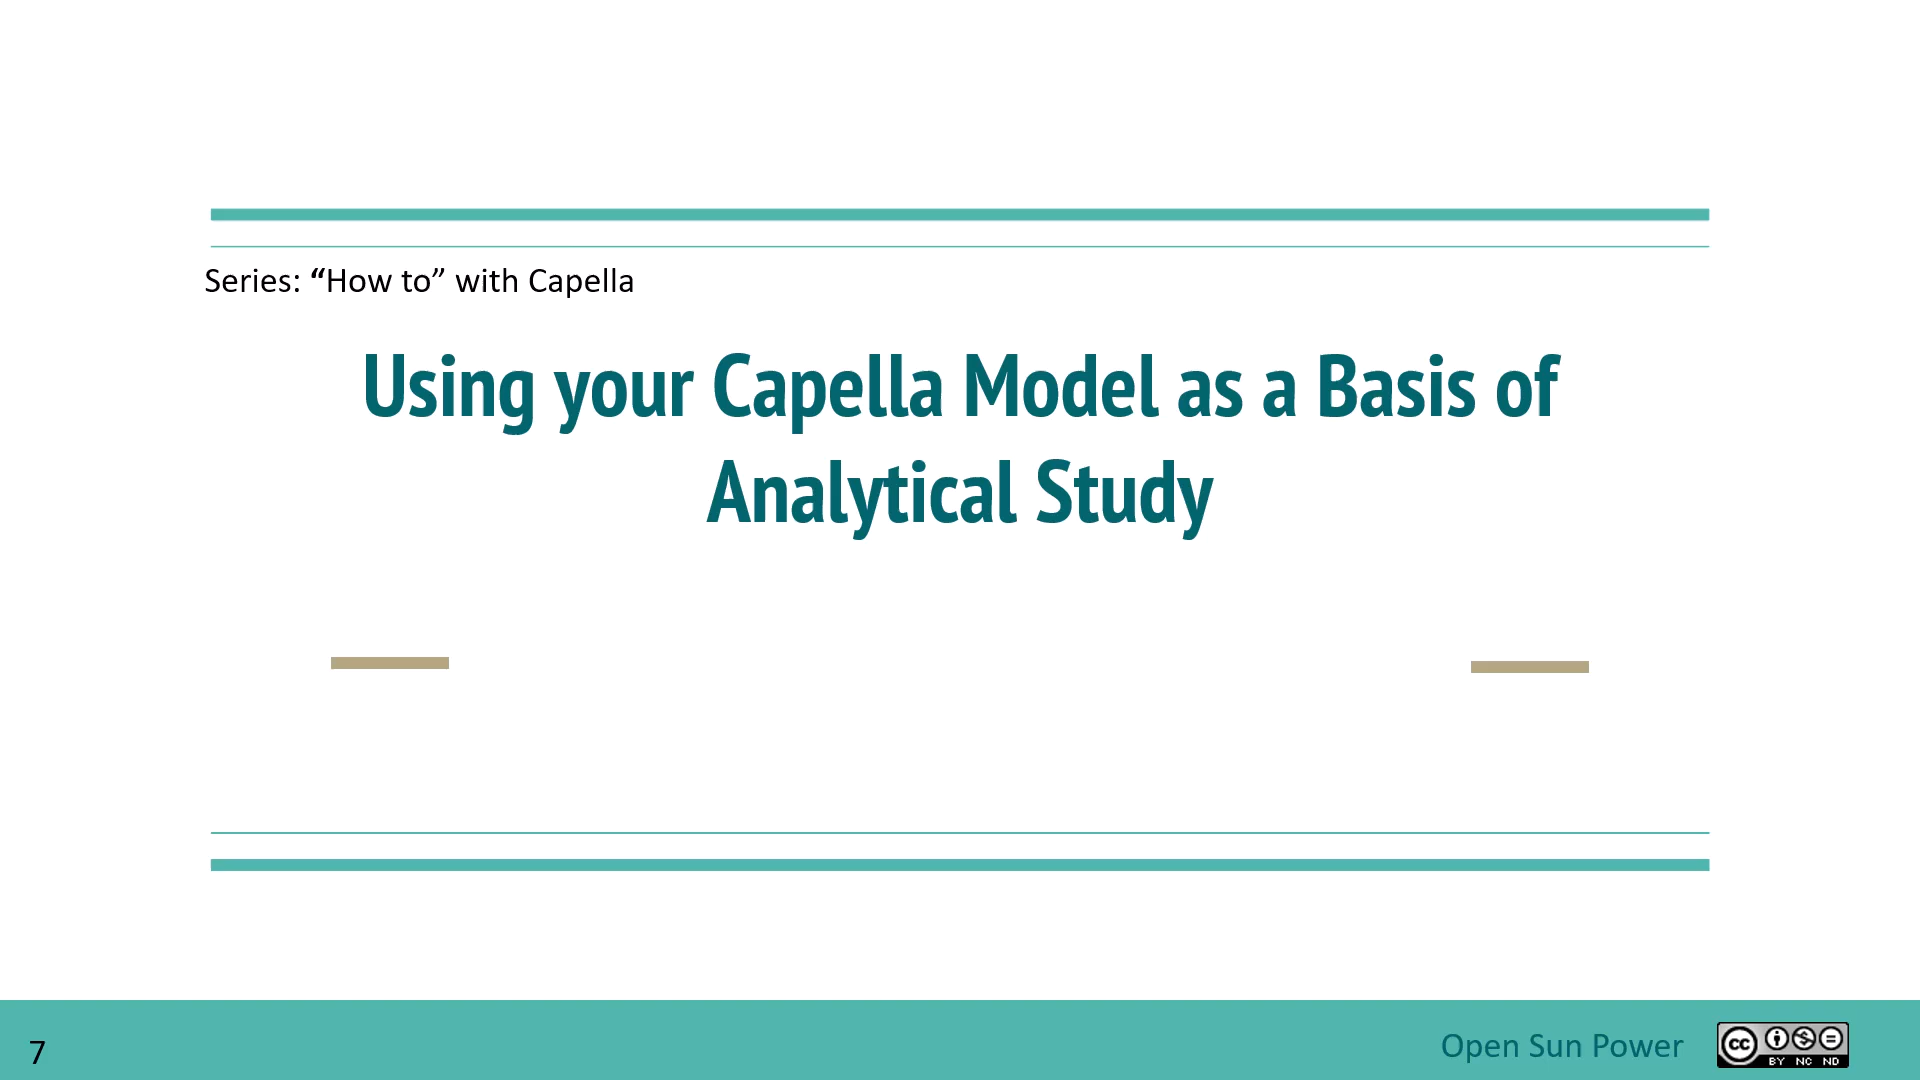 Series: “How to” with Capella
Using your Capella Model as a Basis of
Analytical Study
7
Open Sun Power
cc
BY NC ND